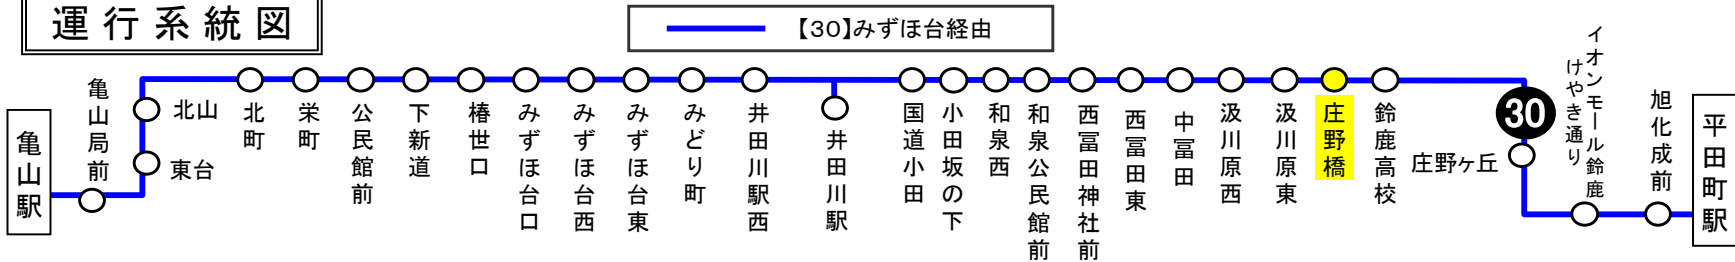 運行系統図
【30】みずほ台経由
亀山駅
亀山局前
東台
北山
北町
栄町
公民館前
下新道
椿世口
みずほ台口
みずほ台西
みずほ台東
みどり町
井田川駅西
井田川駅
国道小田
小田坂の下
和泉西
和泉公民館前
西冨田神社前
西冨田東
中冨田
汲川原西
汲川原東
庄野橋
鈴鹿高校
30
庄野ヶ丘
イオンモール鈴鹿
けやき通り
旭化成前
平田町駅